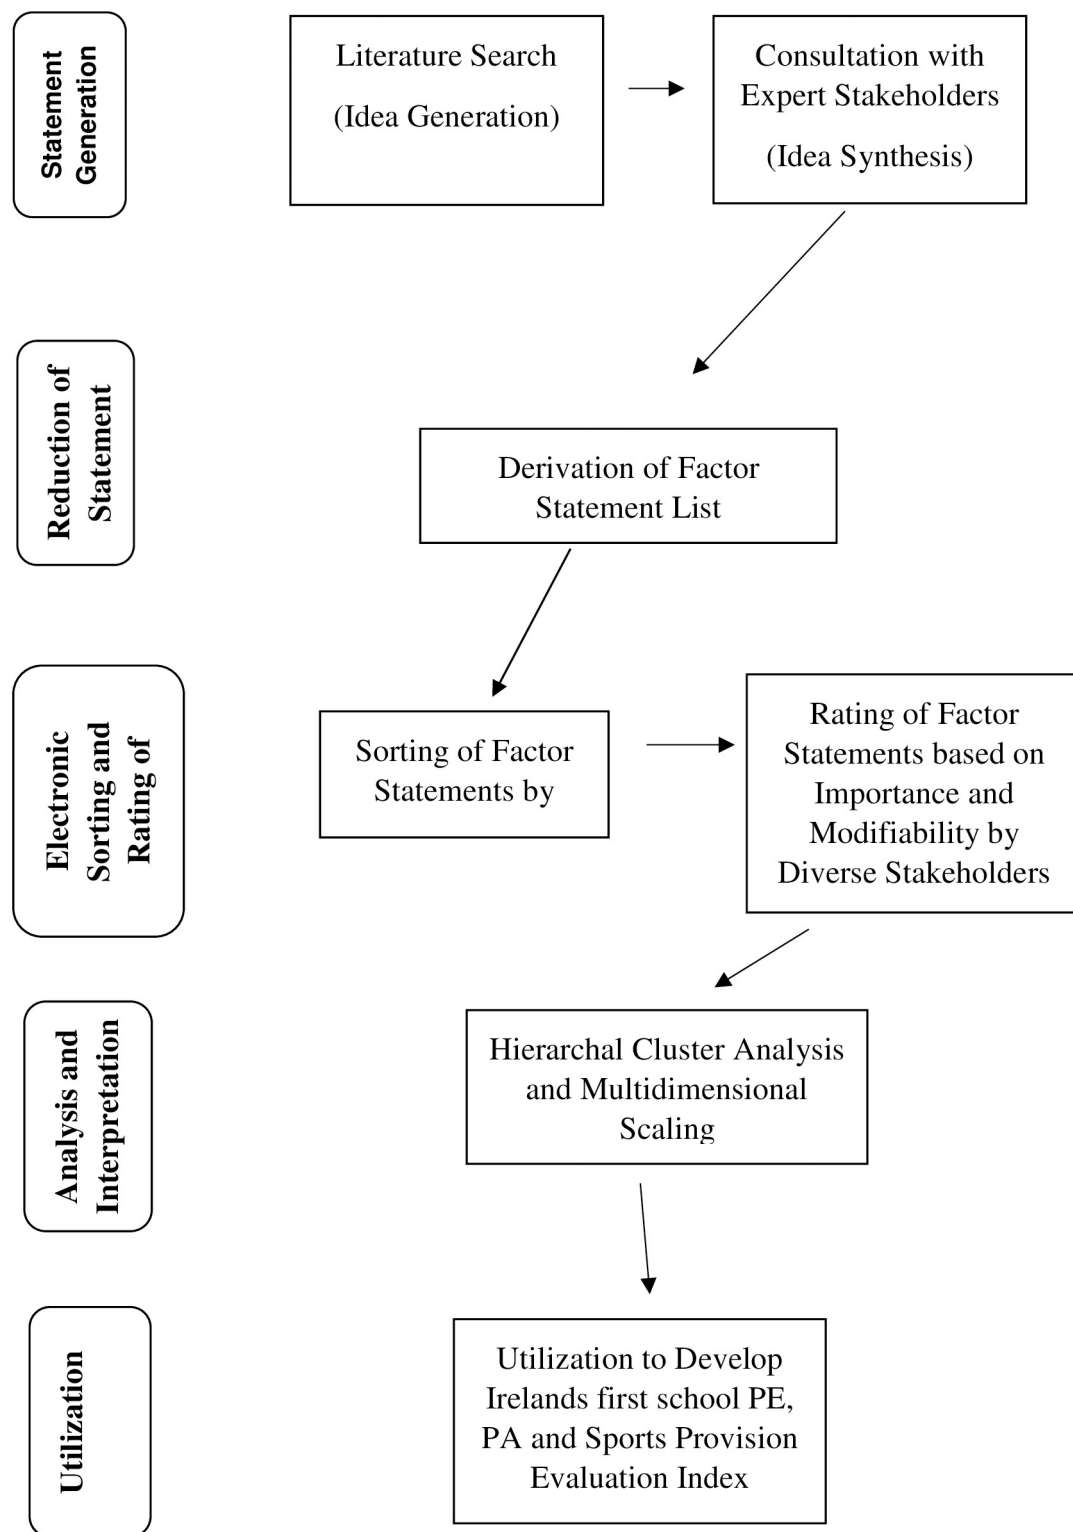 Statement
Generation
Literature Search
(Idea Generation)
Consultation with
Expert Stakeholders
(Idea Synthesis)
Reduction of
Statement
Derivation of Factor
Statement List
Electronic
Sorting and
Rating of
Sorting of Factor
Statements by
Rating of Factor
Statements based on
Importance and
Modifiability by
Diverse Stakeholders
Analysis and
Interpretation
Hierarchal Cluster Analysis
and Multidimensional
Scaling
Utilization
Utilization to Develop
Irelands first school PE,
PA and Sports Provision
Evaluation Index